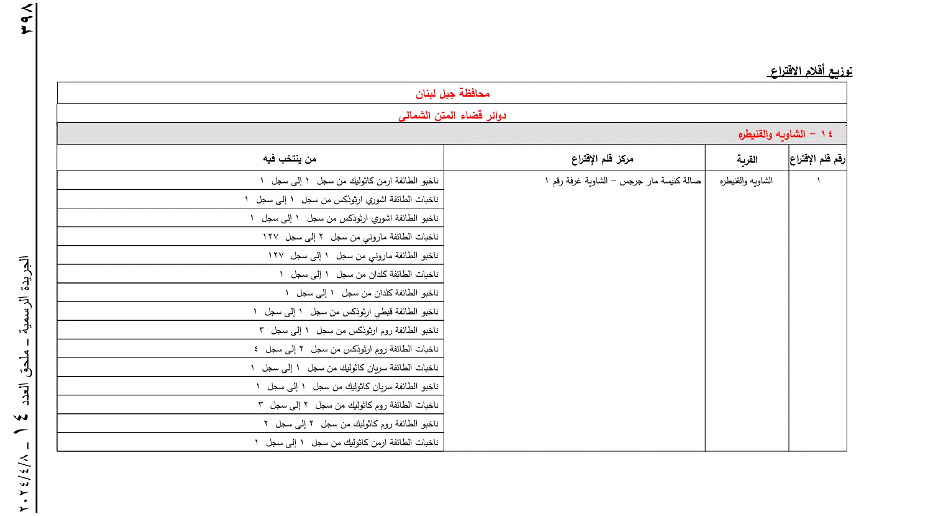 ٣٩٨
الجريدة الرسمية – ملحق العدد ١٤ – ٢٠٢٤/٤/٨
توزيع أقلام الاقتراع
محافظة جبل لبنان
دوائر قضاء المتن الشمالي
١٤ – الشاويه والقنيطره
رقم قلم الإقتراع القرية مركز قلم الإقتراع من ينتخب فيه
١ الشاويه والقنيطره صالة كنيسة مار جرجس – الشاوية غرفة رقم ١ ناخبو الطائفة ارمن كاثوليك من سجل ١ إلى سجل ١
ناخبات الطائفة اشوري ارثوذكس من سجل ١ إلى سجل ١
ناخبو الطائفة اشوري ارثوذكس من سجل ١ إلى سجل ١
ناخبات الطائفة ماروني من سجل ٢ إلى سجل ١٢٧
ناخبو الطائفة ماروني من سجل ١ إلى سجل ١٢٧
ناخبات الطائفة كلدان من سجل ١ إلى سجل ١
ناخبو الطائفة كلدان من سجل ١ إلى سجل ١
ناخبو الطائفة قبطي ارثوذكس من سجل ١ إلى سجل ١
ناخبو الطائفة روم ارثوذكس من سجل ١ إلى سجل ٣
ناخبات الطائفة روم ارثوذكس من سجل ٢ إلى سجل ٤
ناخبات الطائفة سريان كاثوليك من سجل ١ إلى سجل ١
ناخبو الطائفة سريان كاثوليك من سجل ١ إلى سجل ١
ناخبات الطائفة روم كاثوليك من سجل ٢ إلى سجل ٣
ناخبو الطائفة روم كاثوليك من سجل ٢ إلى سجل ٢
ناخبات الطائفة ارمن كاثوليك من سجل ١ إلى سجل ١